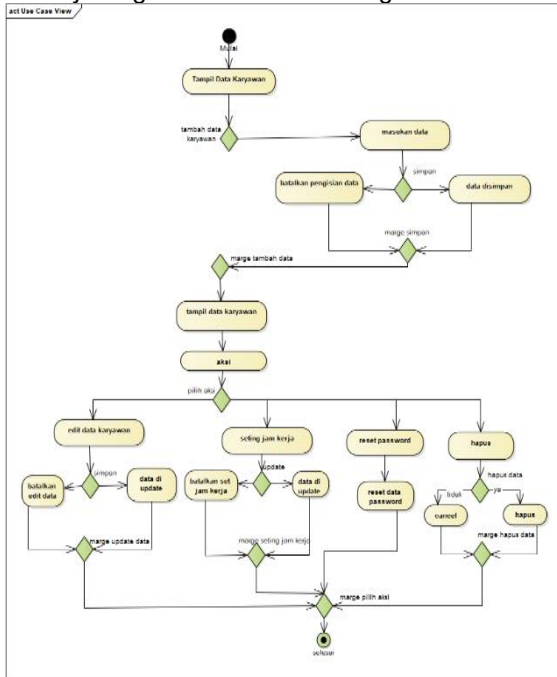 act Use Case View
Mulai
Tampil Data Karyawan
tambah data
karyawan
masukan data
simpan
batalkan pengisian data
data disimpan
marge simpan
marge tambah data
tampil data karyawan
aksi
pilih aksi
edit data karyawan
seting jam kerja
reset password
hapus
simpan
update
hapus data
batalkan
edit data
data di
update
batalkan set
jam kerja
data di
update
reset data
password
tiduk
ya
cancel
hapus
marge update data
marge seting jam kerja
marge hapus data
marge pilih aksi
selesai